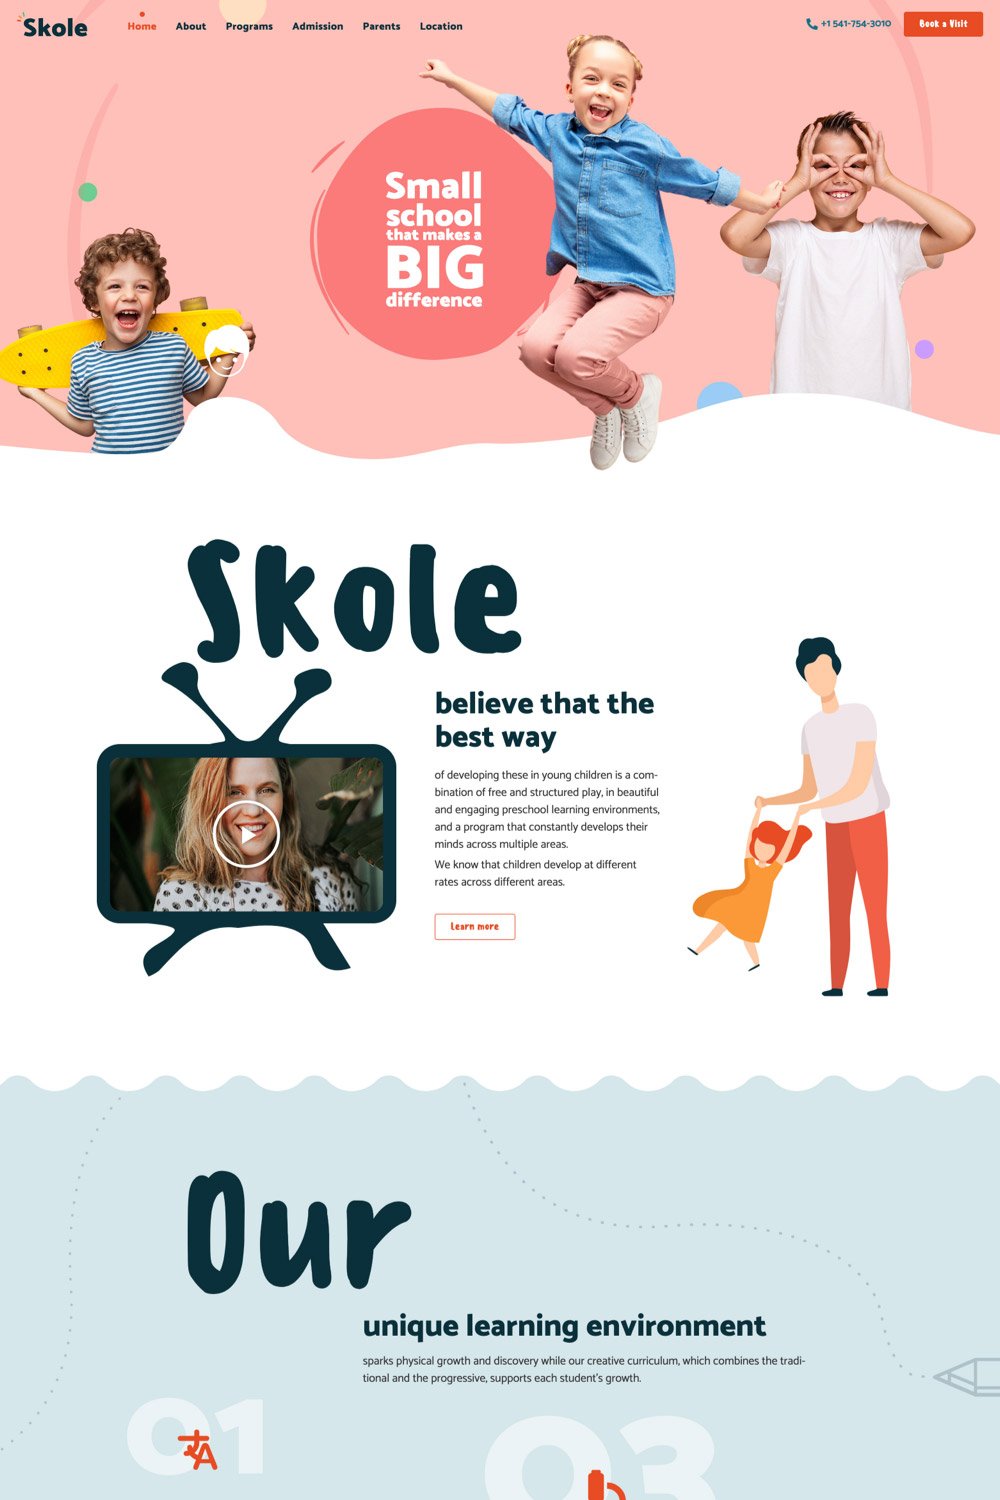 Skole
Home About Programs Admission Parents Location
+1 541-754-3010
Book a Visit
Small
school
that makes a
BIG
difference
Skole
believe that the
best way
of developing these in young children is a com-
bination of free and structured play, in beautiful
and engaging preschool learning environments,
and a program that constantly develops their
minds across multiple areas.
We know that children develop at different
rates across different areas.
Learn more
Our
unique learning environment
sparks physical growth and discovery while our creative curriculum, which combines the tradi-
tional and the progressive, supports each student's growth.
01
03